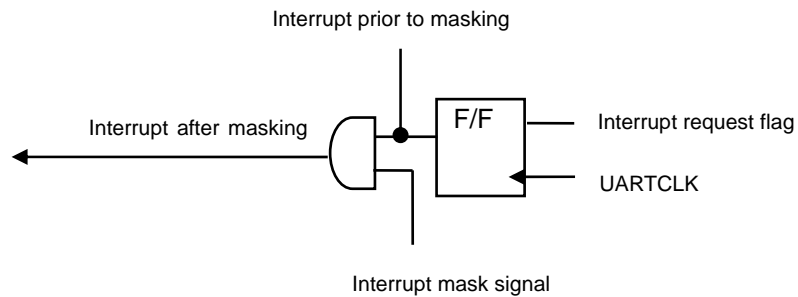 Interrupt prior to masking
F/F
Interrupt after masking
Interrupt request flag
UARTCLK
Interrupt mask signal